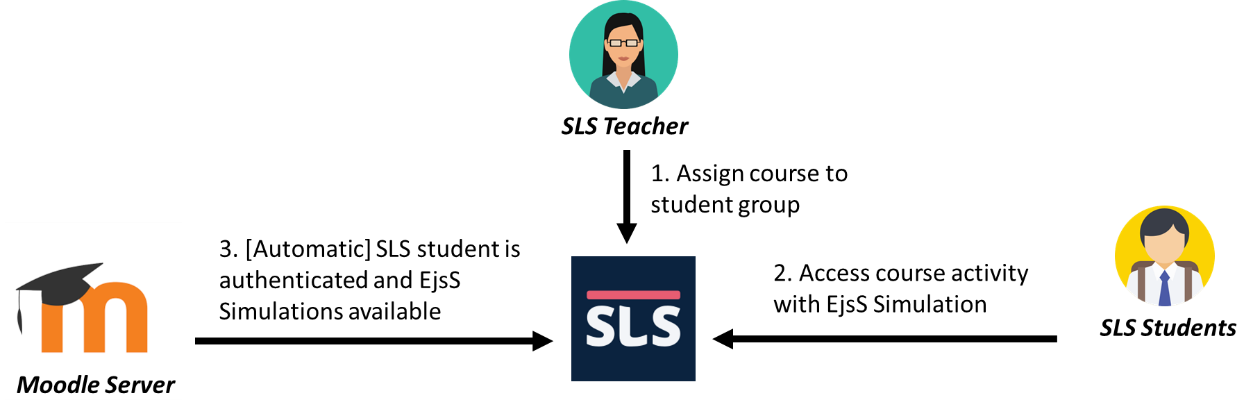 SLS Teacher
1. Assign course to
student group
3. [Automatic] SLS student is
authenticated and EjsS
Simulations available
2. Access course activity
with EjsS Simulation
m
SLS
SLS Students
Moodle Server